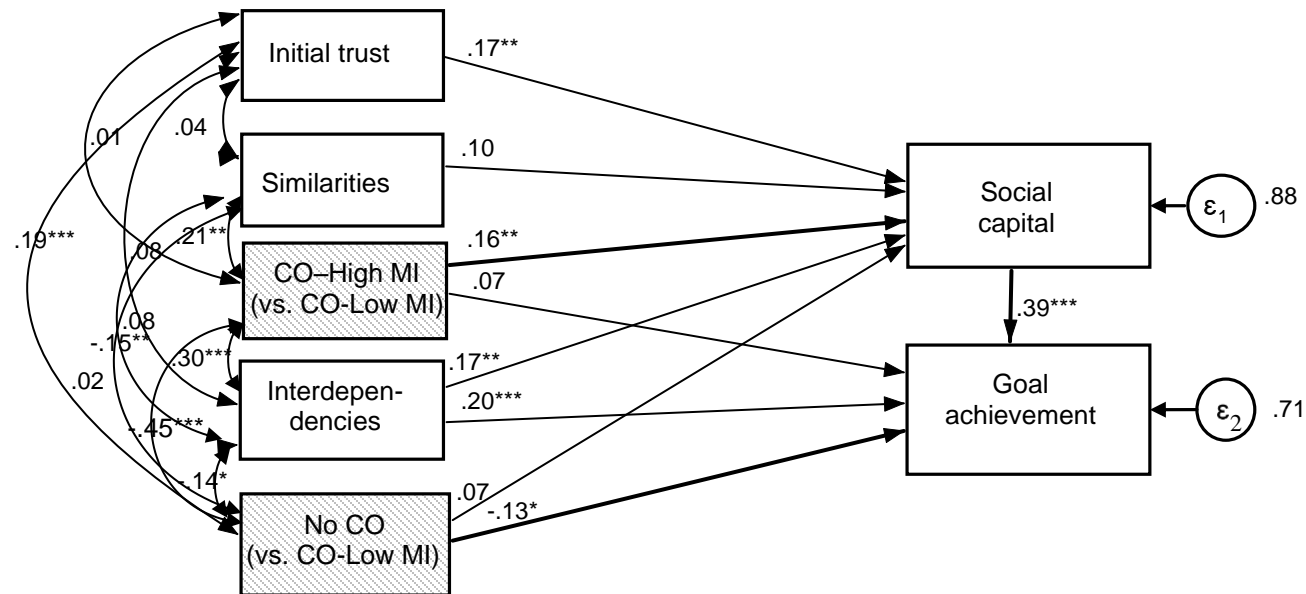 Initial trust
.17**
.01
.04
.10
Similarities
Social
capital
ε1
.88
.19***
.08
.21**
.16**
CO–High MI
(vs. CO-Low MI)
.07
.39***
.08
-.15**
.30***
.17**
.02
Interdepen-
dencies
.20***
Goal
achievement
ε2
.71
-.45***
-.14*
.07
-.13*
No CO
(vs. CO-Low MI)